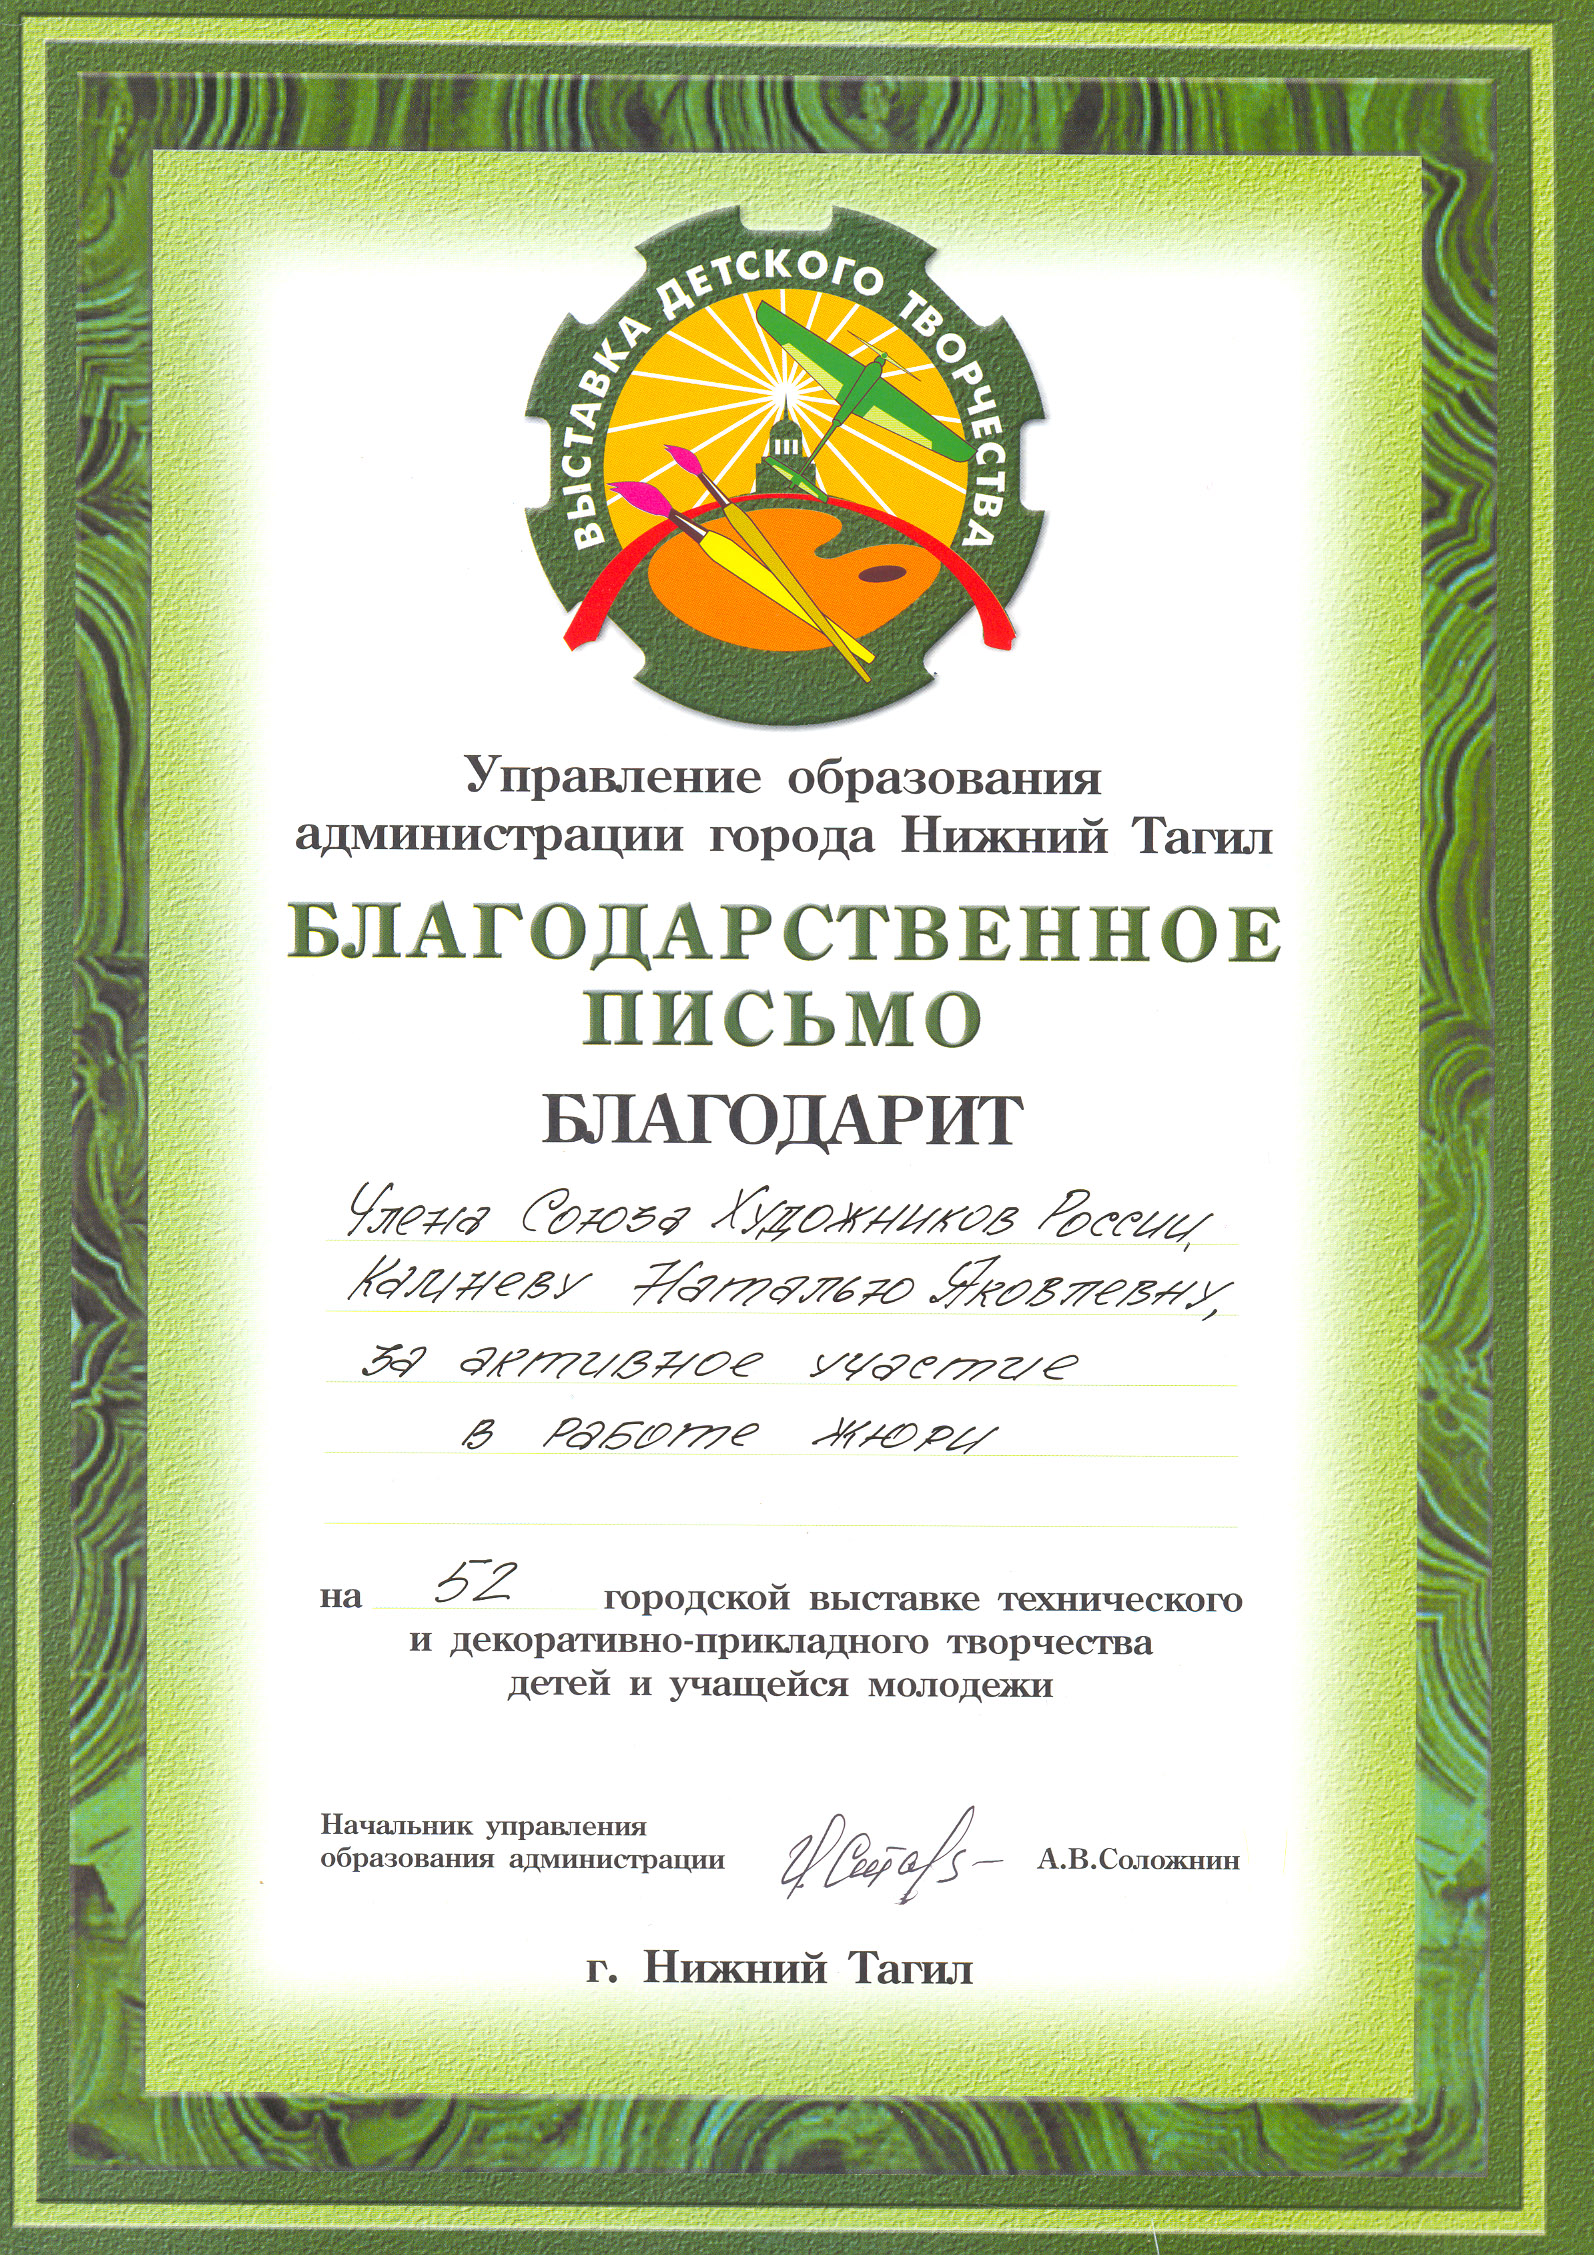 ВЫСТАВКА ДЕТСКОГО ТВОРЧЕСТВА
Управление образования
администрации города Нижний Тагил
БЛАГОДАРСТВЕННОЕ
ПИСЬМО
БЛАГОДАРИТ
Члена Союза Художников России,
Калиневу Наталью Яковлевну,
за активное участие
в работе жюри
на 52 городской выставке технического
и декоративно-прикладного творчества
детей и учащейся молодежи
Начальник управления
образования администрации А.В.Соложнин
г. Нижний Тагил